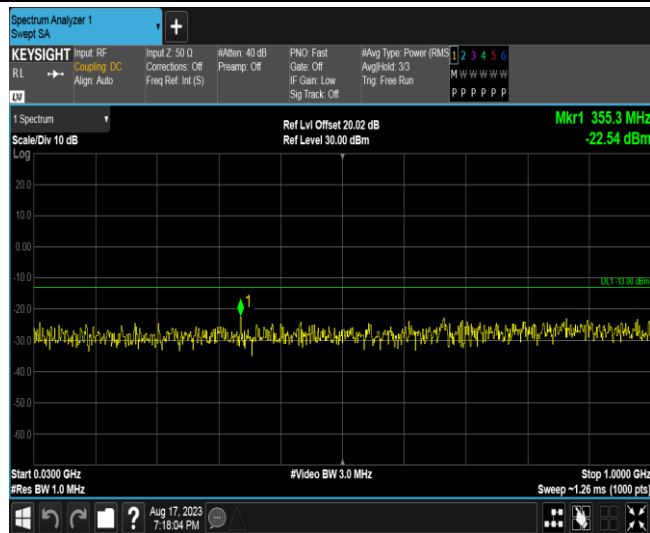 Spectrum Analyzer 1
Swept SA
+
KEYSIGHT
RL
LXI
Input: RF
Coupling: DC
Align: Auto
Input Z: 50 Ω
Corrections: Off
Freq Ref: Int (S)
#Atten: 40 dB
Preamp: Off
PNO: Fast
Gate: Off
IF Gain: Low
Sig Track: Off
#Avg Type: Power (RMS
Avg|Hold: 3/3
Trig: Free Run
1 2 3 4 5 6
M W W W W W
P P P P P P
1 Spectrum
Scale/Div 10 dB
Log
Ref Lvl Offset 20.02 dB
Ref Level 30.00 dBm
Mkr1 355.3 MHz
-22.54 dBm
20.0
10.0
0.00
-10.0
DL1 -13.00 dBm
-20.0
1
-30.0
-40.0
-50.0
-60.0
Start 0.0300 GHz
#Video BW 3.0 MHz
Stop 1.0000 GHz
#Res BW 1.0 MHz
Sweep ~1.26 ms (1000 pts)
?
Aug 17, 2023
7:18:04 PM